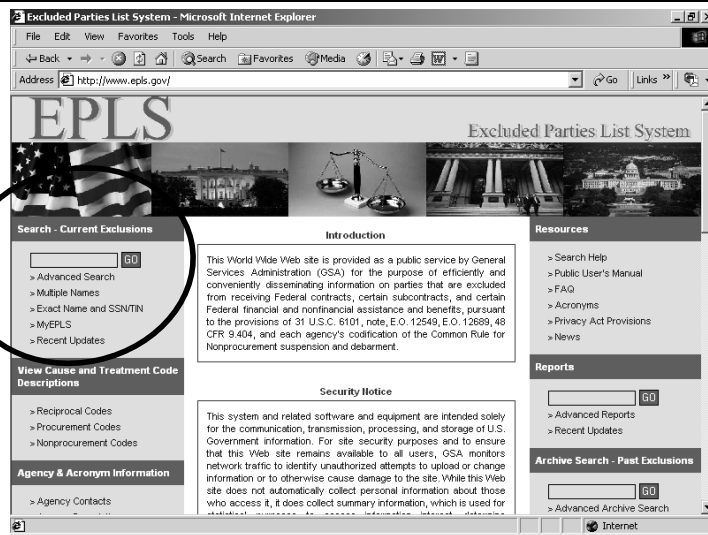 Excluded Parties List System - Microsoft Internet Explorer
File Edit View Favorites Tools Help
Back Search Favorites Media
Address http://www.epls.gov/ Go Links »
EPLS Excluded Parties List System
Search - Current Exclusions
GO
> Advanced Search
> Multiple Names
> Exact Name and SSN/TIN
> MyEPLS
> Recent Updates
View Cause and Treatment Code
Descriptions
> Reciprocal Codes
> Procurement Codes
> Nonprocurement Codes
Agency & Acronym Information
> Agency Contacts
Introduction
This World Wide Web site is provided as a public service by General
Services Administration (GSA) for the purpose of efficiently and
conveniently disseminating information on parties that are excluded
from receiving Federal contracts, certain subcontracts, and certain
Federal financial and nonfinancial assistance and benefits, pursuant
to the provisions of 31 U.S.C. 6101, note, E.O. 12549, E.O. 12689, 48
CFR 9.404, and each agency's codification of the Common Rule for
Nonprocurement suspension and debarment.
Security Notice
This system and related software and equipment are intended solely
for the communication, transmission, processing, and storage of U.S.
Government information. For site security purposes and to ensure
that this Web site remains available to all users, GSA monitors
network traffic to identify unauthorized attempts to upload or change
information or to otherwise cause damage to the site. While this Web
site does not automatically collect personal information about those
who access it, it does collect summary information, which is used for
Resources
> Search Help
> Public User's Manual
> FAQ
> Acronyms
> Privacy Act Provisions
> News
Reports
GO
> Advanced Reports
> Recent Updates
Archive Search - Past Exclusions
GO
> Advanced Archive Search
Internet